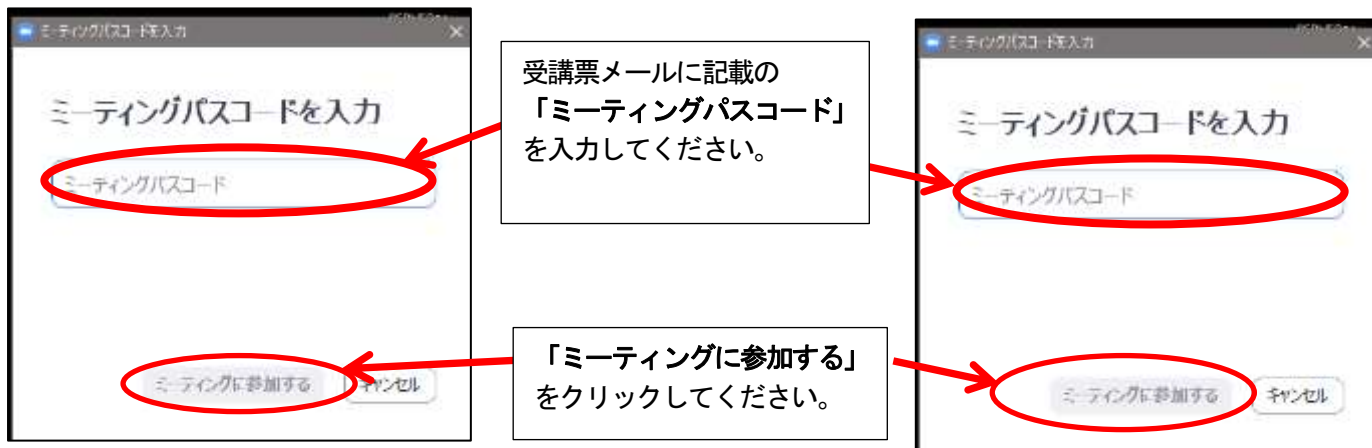 ミーティングパスコードを入力
ミーティングパスコードを入力
ミーティングパスコード
ミーティングに参加する
キャンセル
受講票メールに記載の
「ミーティングパスコード」
を入力してください。
「ミーティングに参加する」
をクリックしてください。
ミーティングパスコードを入力
ミーティングパスコードを入力
ミーティングパスコード
ミーティングに参加する
キャンセル